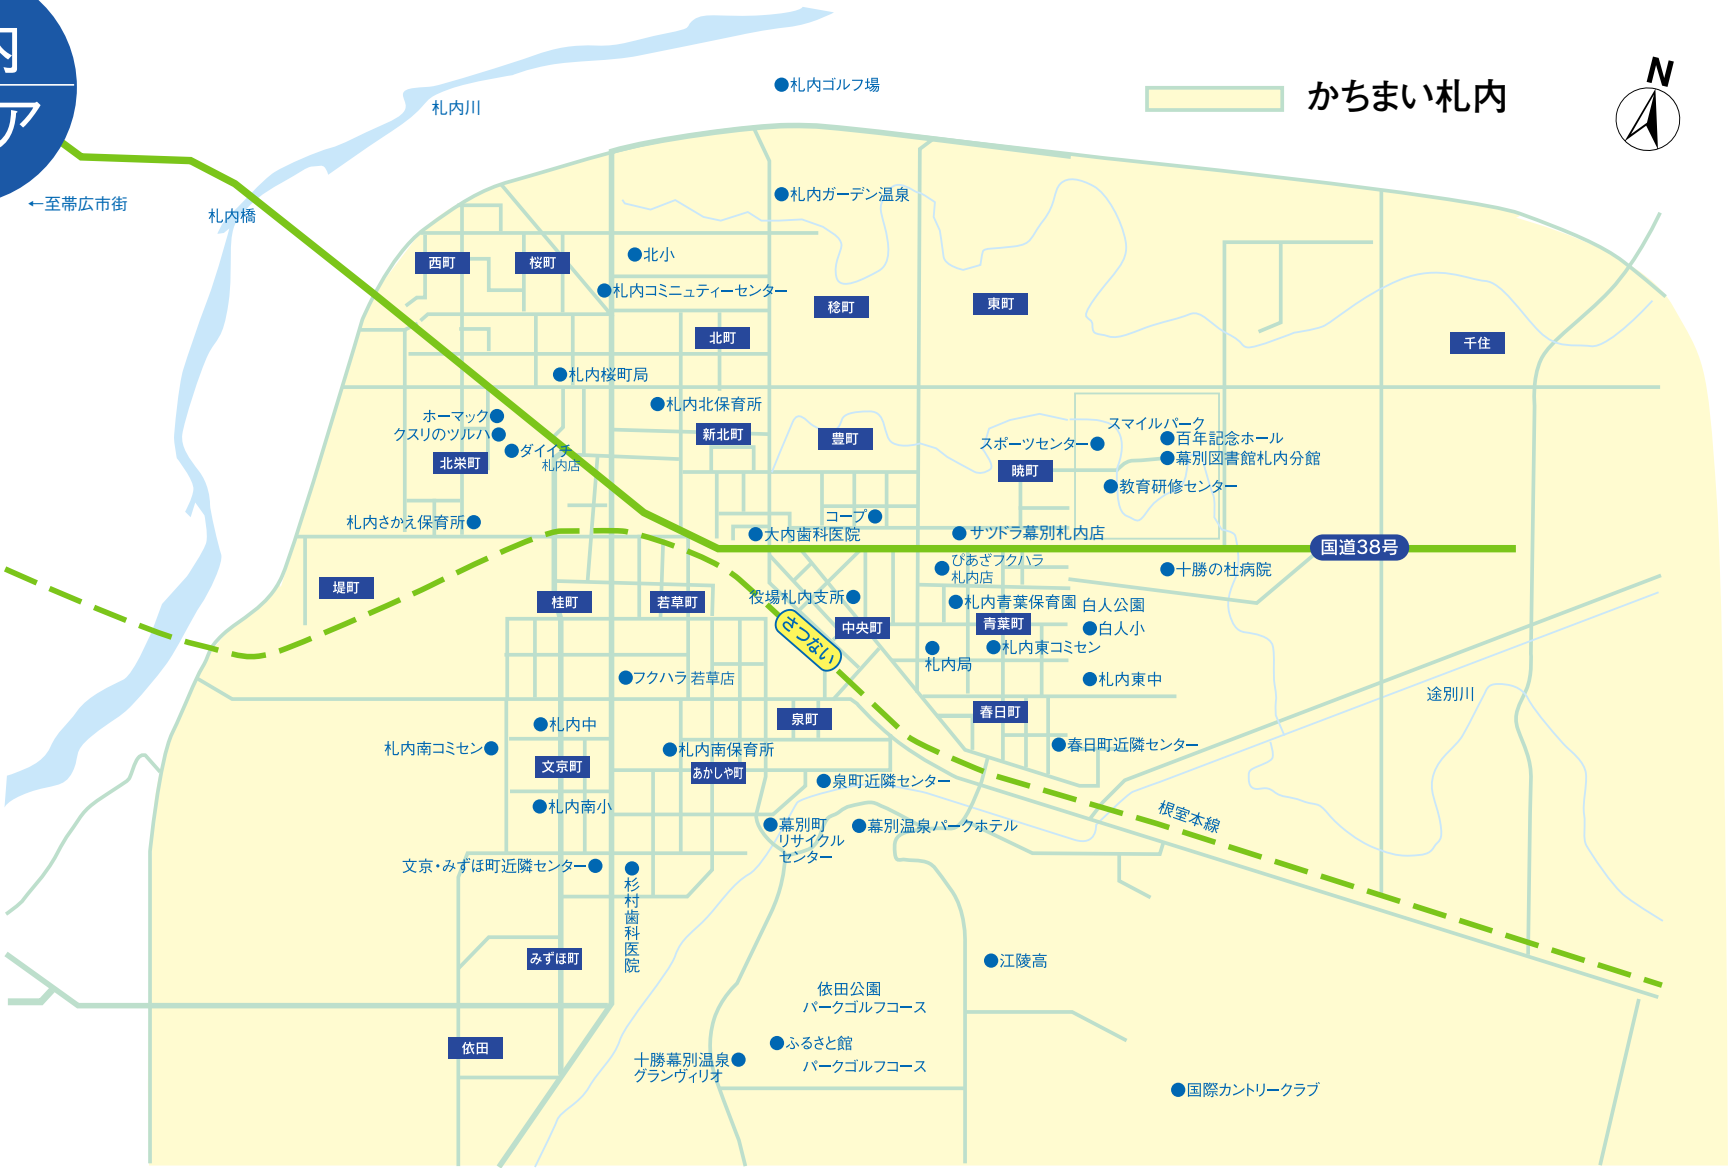 内
ア
←至帯広市街
札内川
札内橋
札内ゴルフ場
かちまい札内
N
札内ガーデン温泉
北小
西町
桜町
札内コミニュティーセンター
稔町
東町
北町
千住
札内桜町局
ホーマック
クスリのツルハ
ダイイチ
札内店
北栄町
札内北保育所
新北町
豊町
スポーツセンター
スマイルパーク
百年記念ホール
幕別図書館札内分館
暁町
教育研修センター
札内さかえ保育所
コープ
大内歯科医院
サツドラ幕別札内店
国道38号
ぴあざフクハラ
札内店
十勝の杜病院
堤町
桂町
若草町
役場札内支所
札内青葉保育園
白人公園
さつない
中央町
青葉町
白人小
札内東コミセン
札内局
フクハラ若草店
札内東中
途別川
泉町
春日町
札内中
札内南コミセン
札内南保育所
春日町近隣センター
文京町
あかしや町
泉町近隣センター
札内南小
根室本線
幕別町
リサイクル
センター
幕別温泉パークホテル
文京・みずほ町近隣センター
杉村歯科医院
みずほ町
江陵高
依田公園
パークゴルフコース
依田
ふるさと館
十勝幕別温泉
グランヴィリオ
パークゴルフコース
国際カントリークラブ